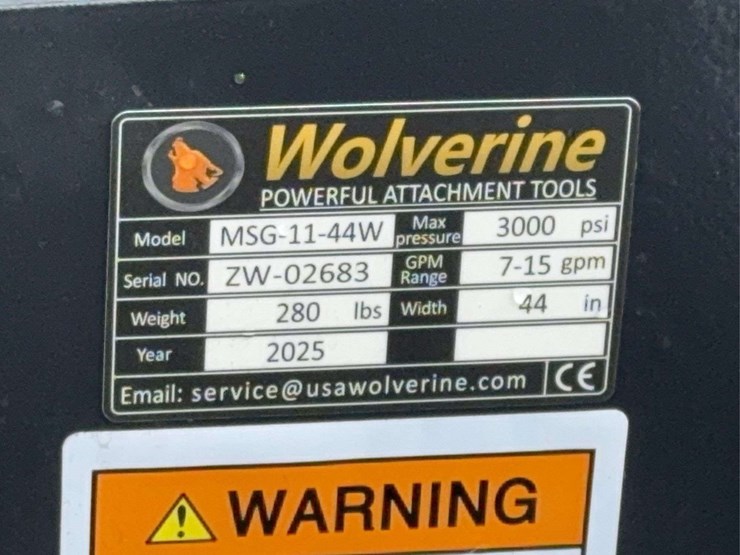 Wolverine
POWERFUL ATTACHMENT TOOLS
Model MSG-11-44W Max pressure 3000 psi
Serial NO. ZW-02683 GPM Range 7-15 gpm
Weight 280 lbs Width 44 in
Year 2025
Email: service@usawolverine.com CE
WARNING